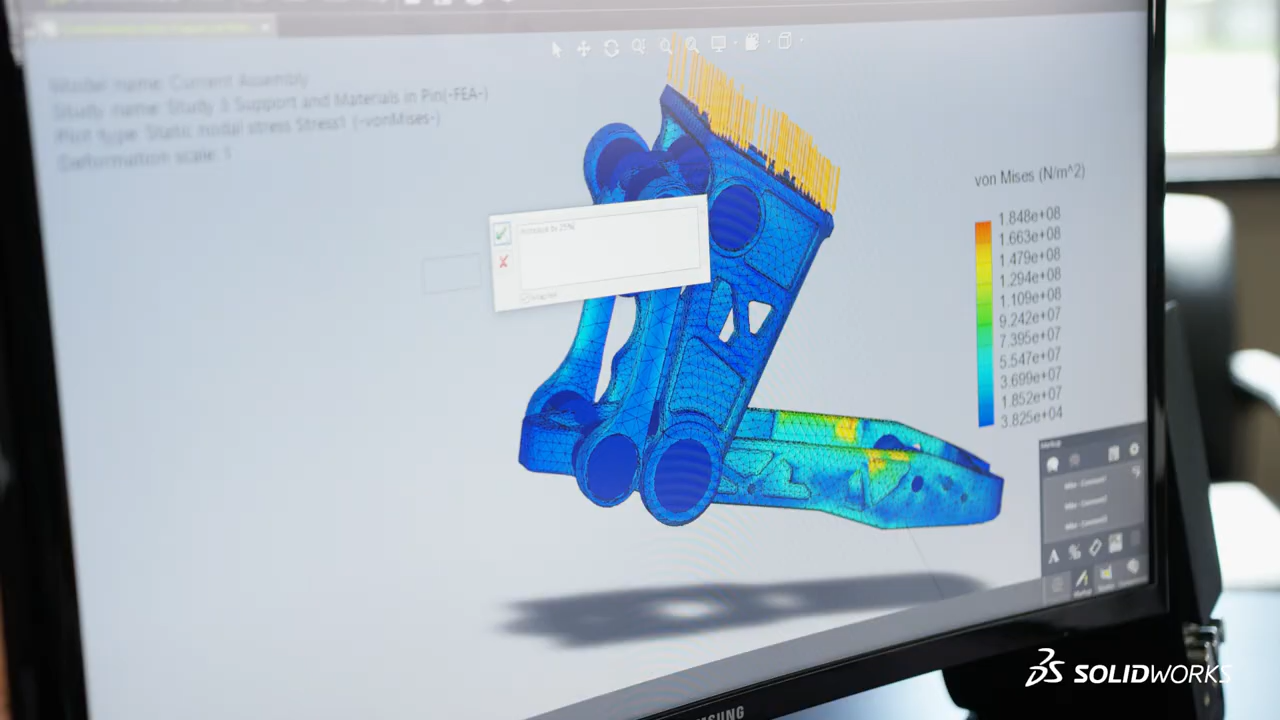 Model name: Current Assembly
Study name: Study 3 Support and Materials in Pin(-FEA-)
Plot type: Static nodal stress Stress1 (-vonMises-)
Deformation scale: 1
von Mises (N/m^2)
1.848e+08
1.663e+08
1.479e+08
1.294e+08
1.109e+08
9.242e+07
7.395e+07
5.547e+07
3.699e+07
1.852e+07
3.825e+04
Markup
SOLIDWORKS
SAMSUNG